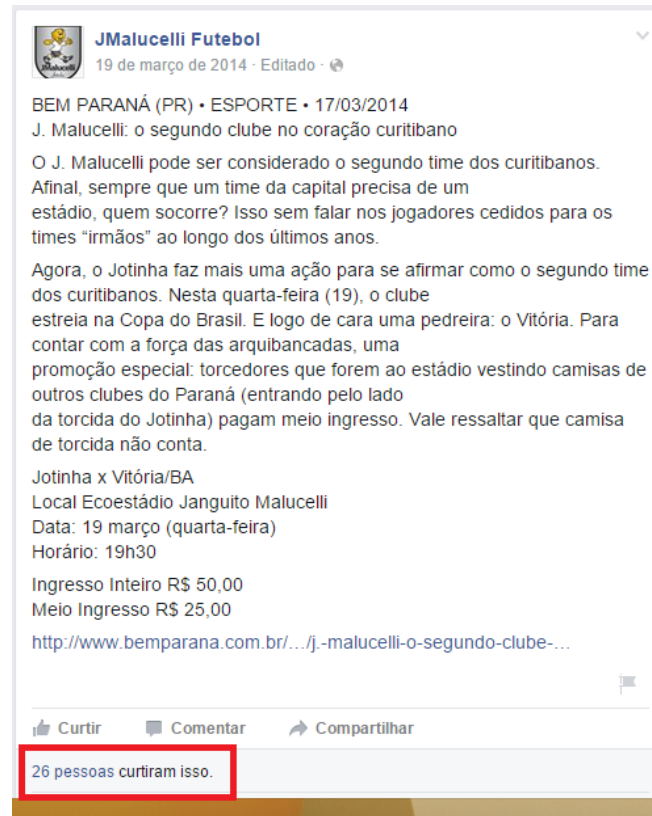 JMalucelli Futebol
19 de março de 2014 · Editado ·
BEM PARANÁ (PR) • ESPORTE • 17/03/2014
J. Malucelli: o segundo clube no coração curitibano
O J. Malucelli pode ser considerado o segundo time dos curitibanos.
Afinal, sempre que um time da capital precisa de um
estádio, quem socorre? Isso sem falar nos jogadores cedidos para os
times “irmãos” ao longo dos últimos anos.
Agora, o Jotinha faz mais uma ação para se afirmar como o segundo time
dos curitibanos. Nesta quarta-feira (19), o clube
estreia na Copa do Brasil. E logo de cara uma pedreira: o Vitória. Para
contar com a força das arquibancadas, uma
promoção especial: torcedores que forem ao estádio vestindo camisas de
outros clubes do Paraná (entrando pelo lado
da torcida do Jotinha) pagam meio ingresso. Vale ressaltar que camisa
de torcida não conta.
Jotinha x Vitória/BA
Local Ecoestádio Janguito Malucelli
Data: 19 março (quarta-feira)
Horário: 19h30
Ingresso Inteiro R$ 50,00
Meio Ingresso R$ 25,00
http://www.bemparana.com.br/.../j.-malucelli-o-segundo-clube-...
Curtir Comentar Compartilhar
26 pessoas curtiram isso.